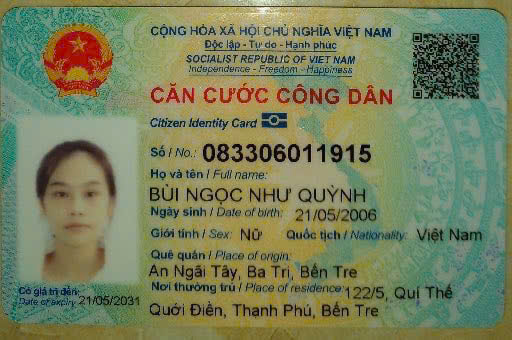 CỘNG HÒA XÃ HỘI CHỦ NGHĨA VIỆT NAM
Độc lập - Tự do - Hạnh phúc
SOCIALIST REPUBLIC OF VIET NAM
Independence - Freedom - Happiness
CĂN CƯỚC CÔNG DÂN
Citizen Identity Card
Số / No.: 083306011915
Họ và tên / Full name:
BÙI NGỌC NHƯ QUỲNH
Ngày sinh / Date of birth: 21/05/2006
Giới tính / Sex: Nữ Quốc tịch / Nationality: Việt Nam
Quê quán / Place of origin:
An Ngãi Tây, Ba Tri, Bến Tre
Nơi thường trú / Place of residence: 122/5, Quí Thế
Quới Điền, Thạnh Phú, Bến Tre
Có giá trị đến:
Date of expiry 21/05/2031